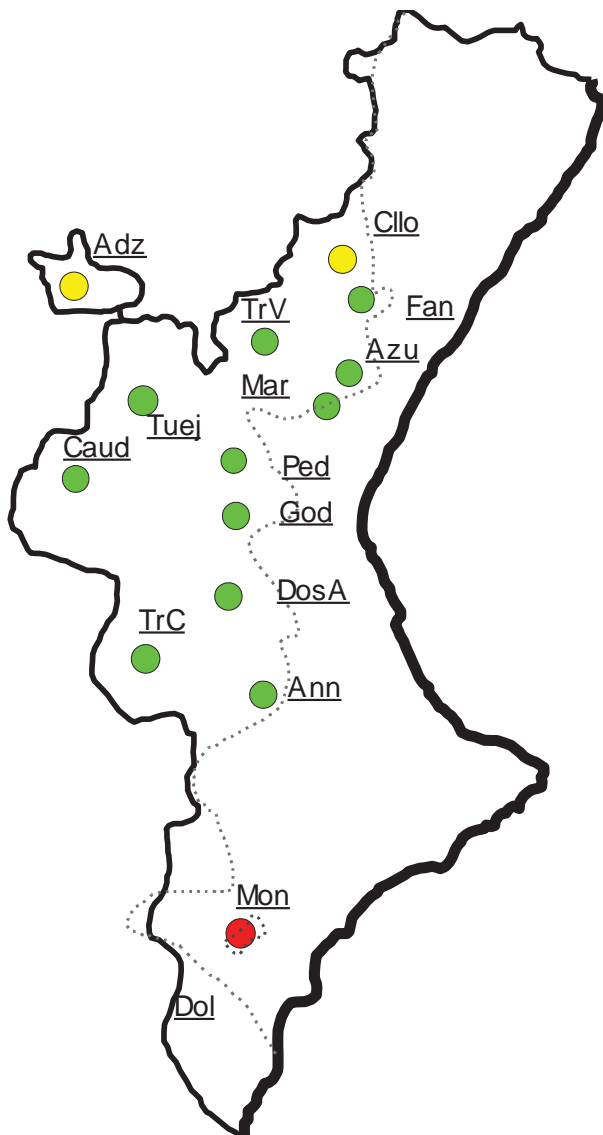 Cllo
Adz
Fan
TrV
Azu
Mar
Tuej
Caud
Ped
God
DosA
TrC
Ann
Mon
Dol